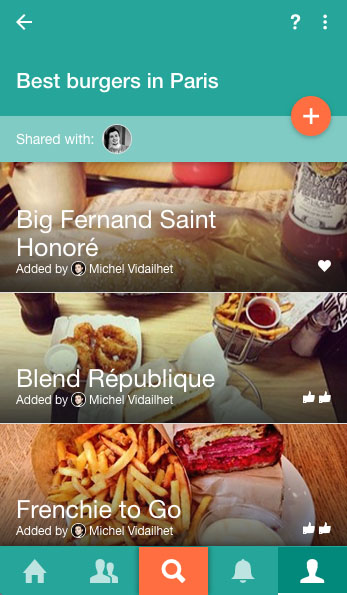 ?
Best burgers in Paris
Shared with:
Big Fernand Saint
Honoré
Added by Michel Vidailhet
Blend République
Added by Michel Vidailhet
Frenchie to Go
Added by Michel Vidailhet